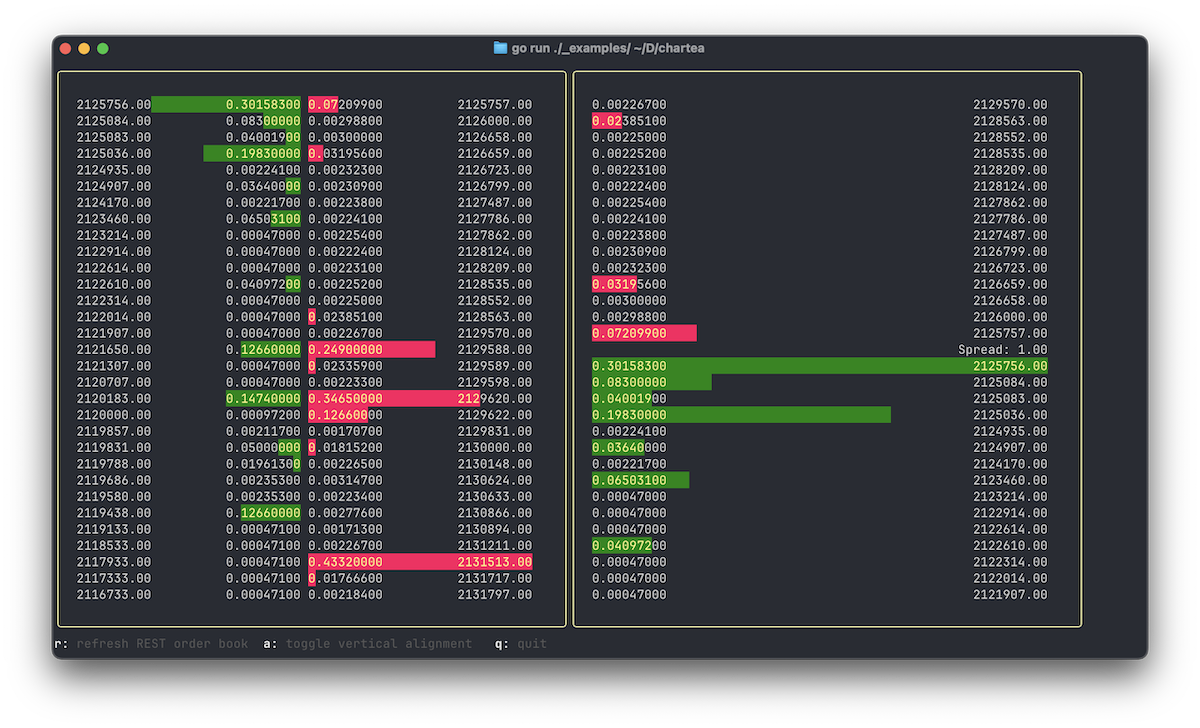 go run ./_examples/ ~/D/chartea
2125756.00 0.30158300 0.07209900 2125757.00
2125084.00 0.08300000 0.00298800 2126000.00
2125083.00 0.04001900 0.00300000 2126658.00
2125036.00 0.19830000 0.03195600 2126659.00
2124935.00 0.00224100 0.00232300 2126723.00
2124907.00 0.03640000 0.00230900 2126799.00
2124170.00 0.00221700 0.00223800 2127487.00
2123460.00 0.06503100 0.00224100 2127786.00
2123214.00 0.00047000 0.00225400 2127862.00
2122914.00 0.00047000 0.00222400 2128124.00
2122614.00 0.00047000 0.00223100 2128209.00
2122610.00 0.04097200 0.00225200 2128535.00
2122314.00 0.00047000 0.00225000 2128552.00
2122014.00 0.00047000 0.02385100 2128563.00
2121907.00 0.00047000 0.00226700 2129570.00
2121650.00 0.12660000 0.24900000 2129588.00
2121307.00 0.00047000 0.02335900 2129589.00
2120707.00 0.00047000 0.00223300 2129598.00
2120183.00 0.14740000 0.34650000 2129620.00
2120000.00 0.00097200 0.12660000 2129622.00
2119857.00 0.00211700 0.00170700 2129831.00
2119831.00 0.05000000 0.01815200 2130000.00
2119788.00 0.01961300 0.00226500 2130148.00
2119686.00 0.00235300 0.00314700 2130624.00
2119580.00 0.00235300 0.00223400 2130633.00
2119438.00 0.12660000 0.00277600 2130866.00
2119133.00 0.00047100 0.00171300 2130894.00
2118533.00 0.00047100 0.00226700 2131211.00
2117933.00 0.00047100 0.43320000 2131513.00
2117333.00 0.00047100 0.01766600 2131717.00
2116733.00 0.00047100 0.00218400 2131797.00
0.00226700 2129570.00
0.02385100 2128563.00
0.00225000 2128552.00
0.00225200 2128535.00
0.00223100 2128209.00
0.00222400 2128124.00
0.00225400 2127862.00
0.00224100 2127786.00
0.00223800 2127487.00
0.00230900 2126799.00
0.00232300 2126723.00
0.03195600 2126659.00
0.00300000 2126658.00
0.00298800 2126000.00
0.07209900 2125757.00
Spread: 1.00
0.30158300 2125756.00
0.08300000 2125084.00
0.04001900 2125083.00
0.19830000 2125036.00
0.00224100 2124935.00
0.03640000 2124907.00
0.00221700 2124170.00
0.06503100 2123460.00
0.00047000 2123214.00
0.00047000 2122914.00
0.00047000 2122614.00
0.04097200 2122610.00
0.00047000 2122314.00
0.00047000 2122014.00
0.00047000 2121907.00
r: refresh REST order book a: toggle vertical alignment q: quit